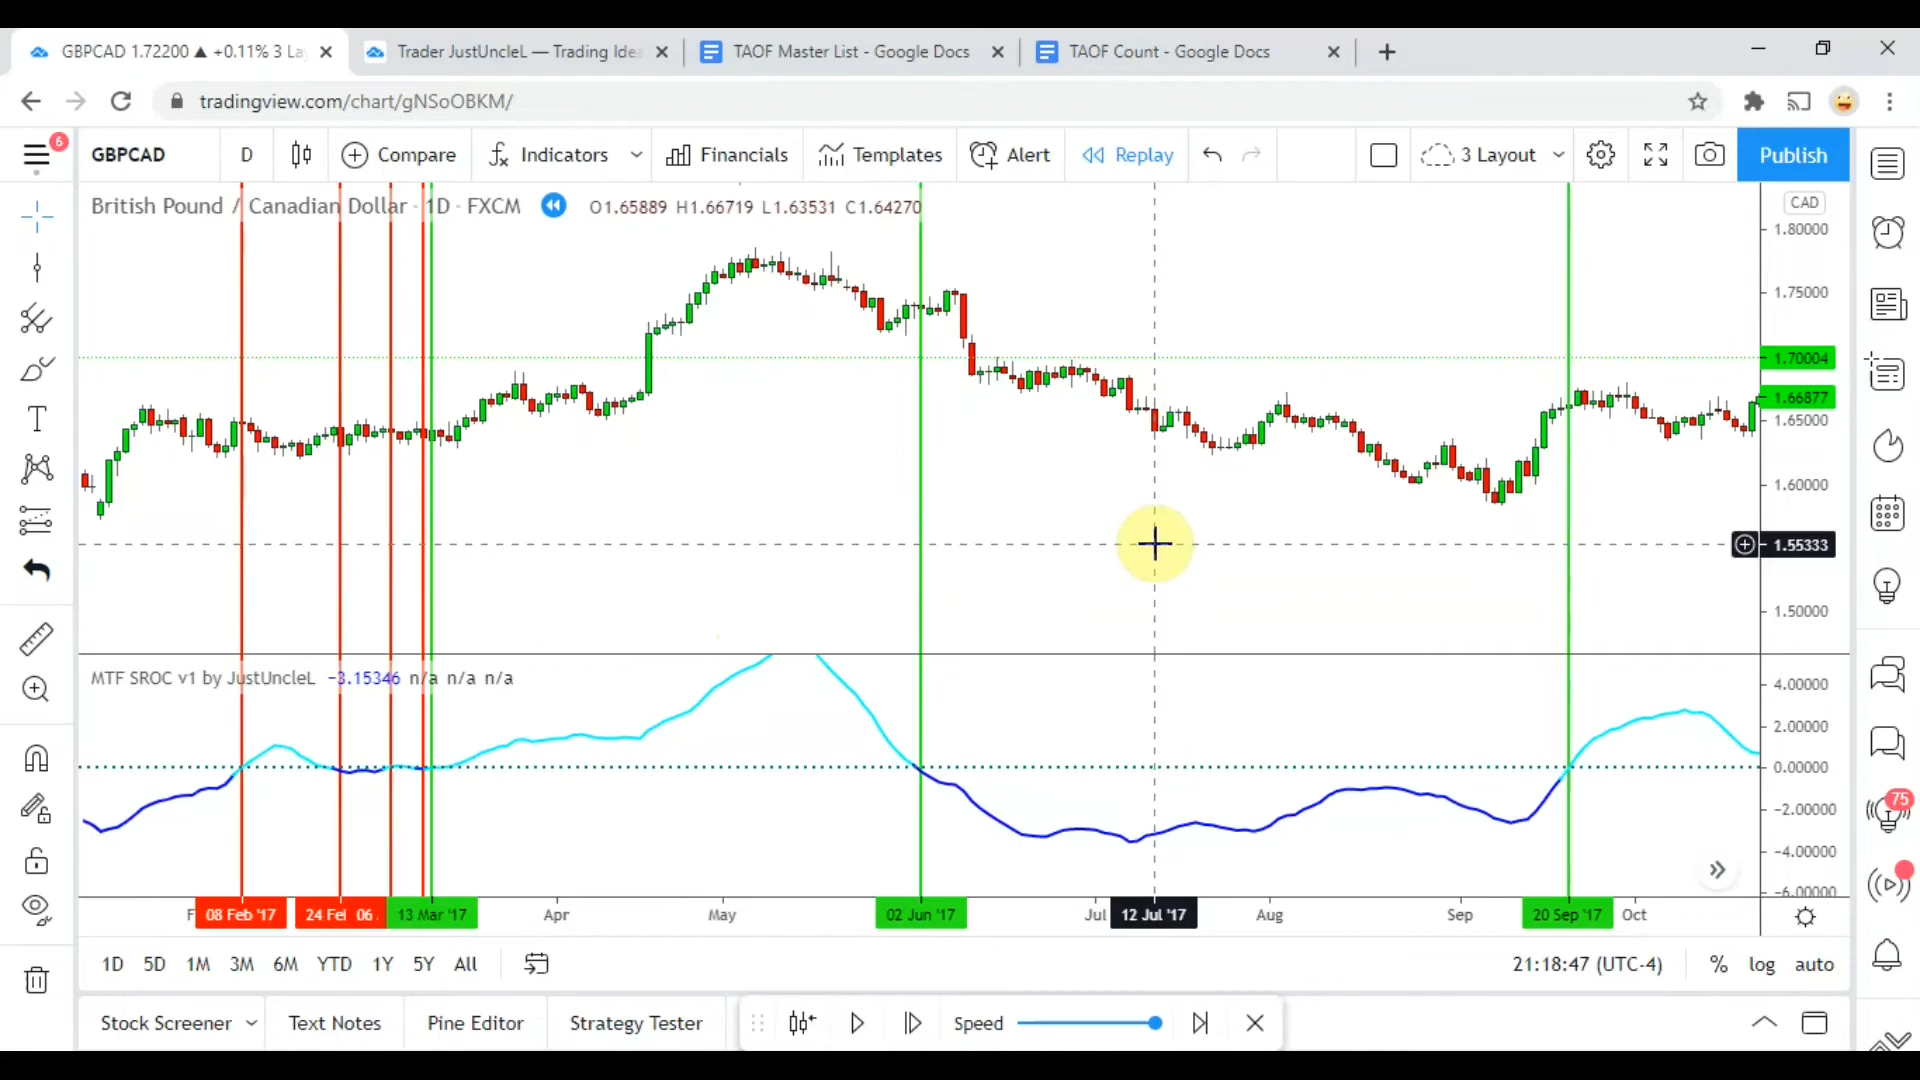 GBPCAD 1.72200 ▲ +0.11% 3 La
Trader JustUncleL — Trading Idea
TAOF Master List - Google Docs
TAOF Count - Google Docs
tradingview.com/chart/gNSoOBKM/
6
GBPCAD D Compare Indicators Financials Templates Alert Replay 3 Layout Publish
British Pound / Canadian Dollar · 1D · FXCM O1.65889 H1.66719 L1.63531 C1.64270
CAD
1.80000
1.75000
1.70004
1.66877
1.65000
1.60000
1.55333
1.50000
MTF SROC v1 by JustUncleL -3.15346 n/a n/a n/a
4.00000
2.00000
0.00000
-2.00000
-4.00000
-6.00000
75
F 08 Feb '17 24 Fel 06 13 Mar '17 Apr May 02 Jun '17 Jul 12 Jul '17 Aug Sep 20 Sep '17 Oct
1D 5D 1M 3M 6M YTD 1Y 5Y All 21:18:47 (UTC-4) % log auto
Stock Screener Text Notes Pine Editor Strategy Tester Speed